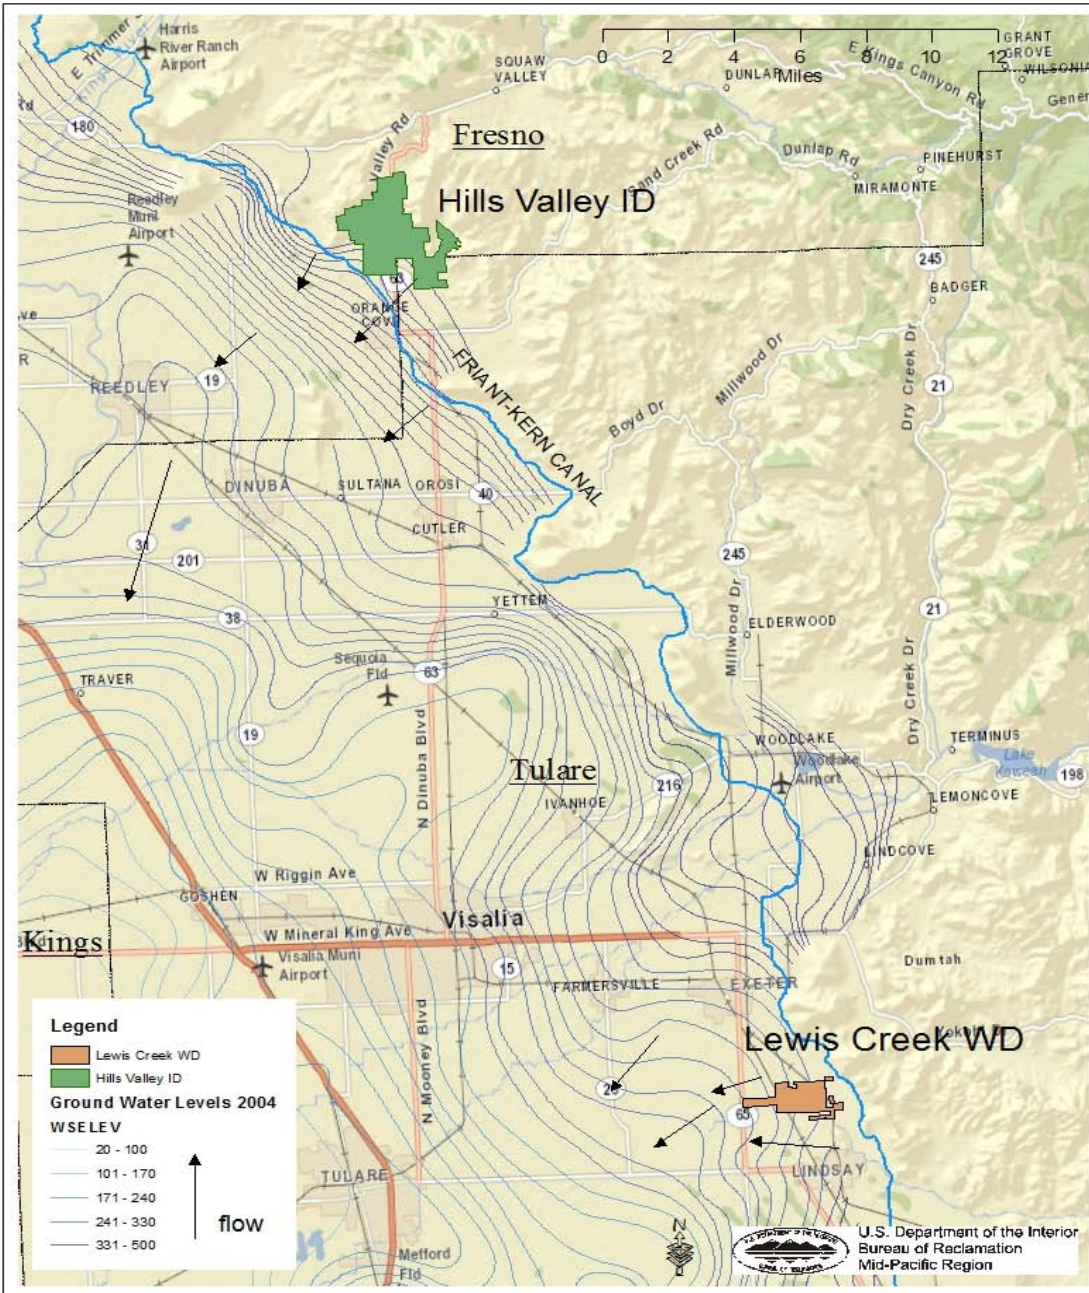 Harris
River Ranch
Airport
E Trimmer
Kings River
180
SQUAW
VALLEY
0 2 4 6 8 10 12
Miles
DUNLAP
E Kings Canyon Rd
GRANT
GROVE
WILSONIA
Gener
Rd
Valley Rd
Fresno
Sand Creek Rd
Dunlap Rd
PINEHURST
MIRAMONTE
Hills Valley ID
Reedley
Muni
Airport
63
ORANGE
COVE
245
BADGER
ve
R
REEDLEY
19
FRIANT-KERN CANAL
Millwood Dr
Boyd Dr
Dry Creek Dr
21
DINUBA
SULTANA
OROSI
40
CUTLER
31
201
245
YETTEM
38
Millwood Dr
ELDERWOOD
21
Sequoia
Fld
63
TRAVER
19
N Dinuba Blvd
Tulare
IVANHOE
216
WOODLAKE
Woodlake
Airport
Dry Creek Dr
TERMINUS
Lake
Kaweah
198
LEMONCOVE
LINDCOVE
W Riggin Ave
GOSHEN
Visalia
W Mineral King Ave
Kings
Visalia Muni
Airport
15
FARMERSVILLE
EXETER
Dumtah
Lewis Creek WD
N Mooney Blvd
65
TULARE
LINDSAY
Mefford
Fld
Legend
Lewis Creek WD
Hills Valley ID
Ground Water Levels 2004
WSELEV
20 - 100
101 - 170
171 - 240
241 - 330
331 - 500
flow
N
U.S. Department of the Interior
Bureau of Reclamation
Mid-Pacific Region